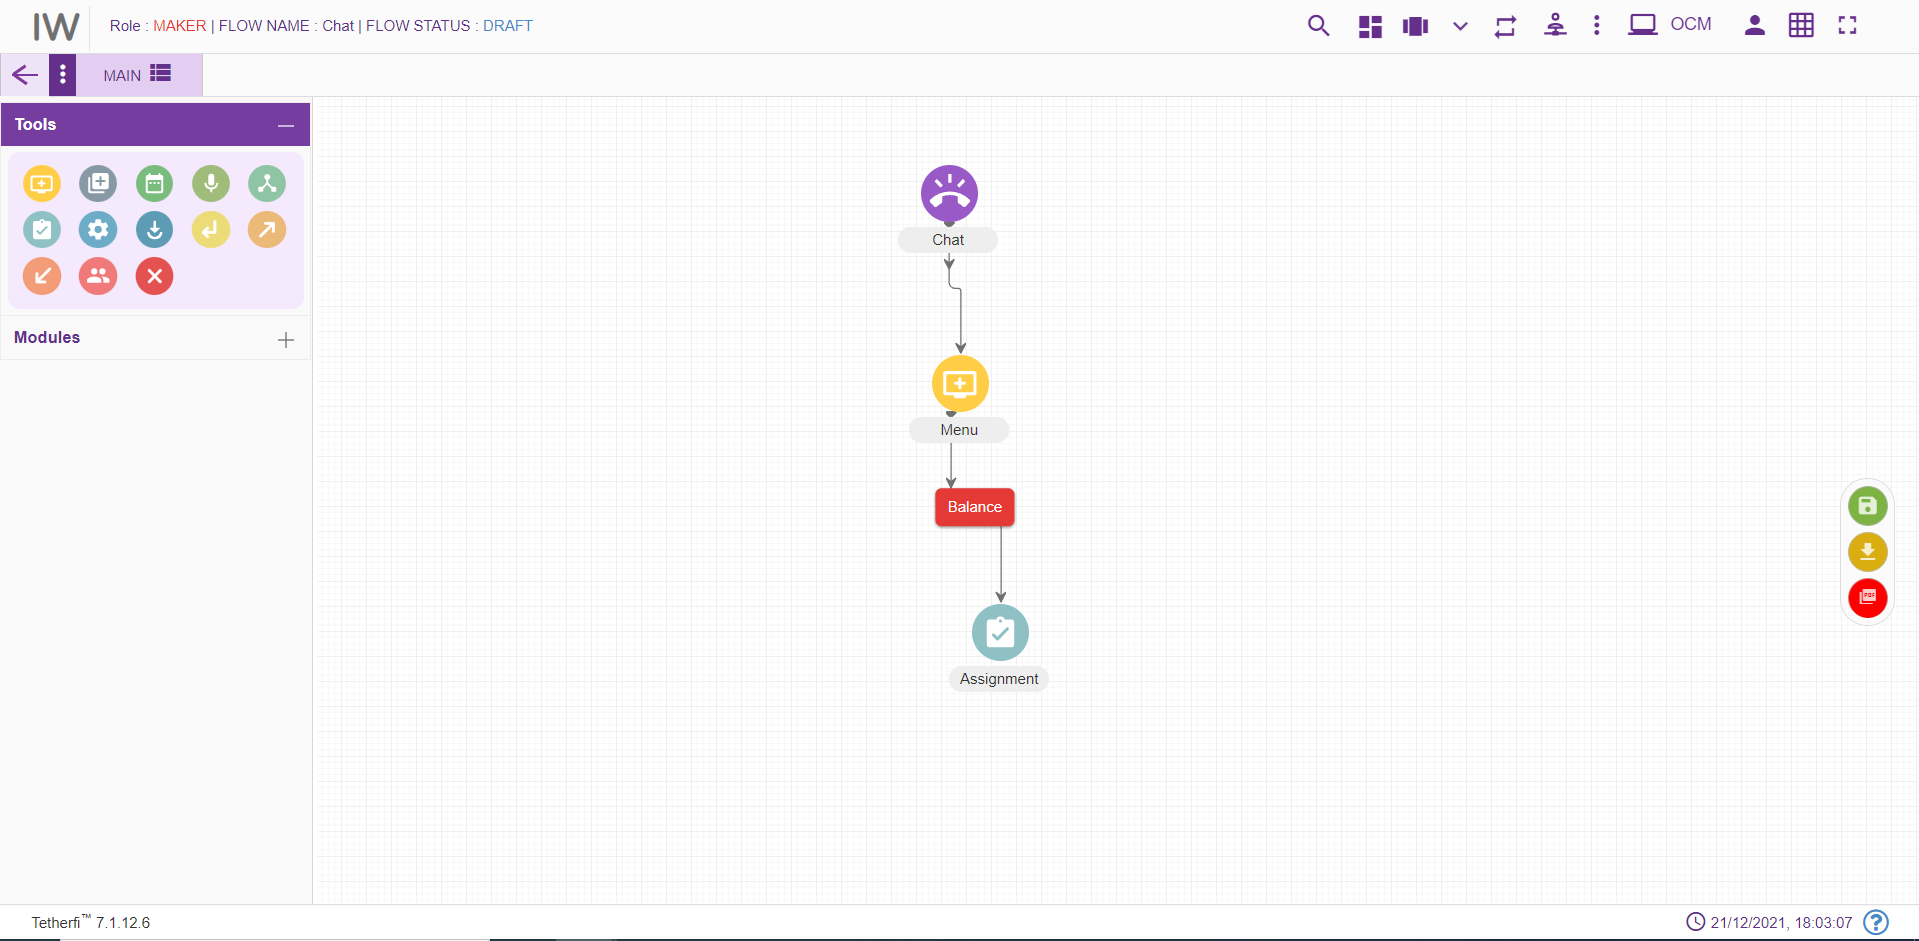 IW
Role : MAKER | FLOW NAME : Chat | FLOW STATUS : DRAFT
OCM
MAIN
Tools
Modules
Chat
Menu
Balance
Assignment
PDF
Tetherfi™ 7.1.12.6
21/12/2021, 18:03:07
?